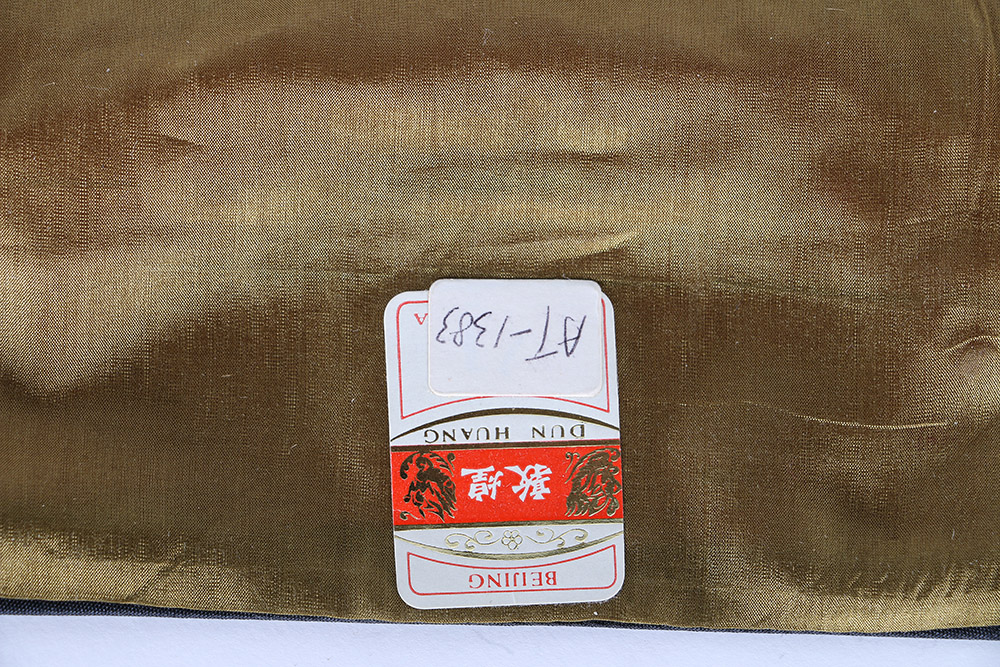 BEIJING
敦煌
DUN HUANG
AT-1383